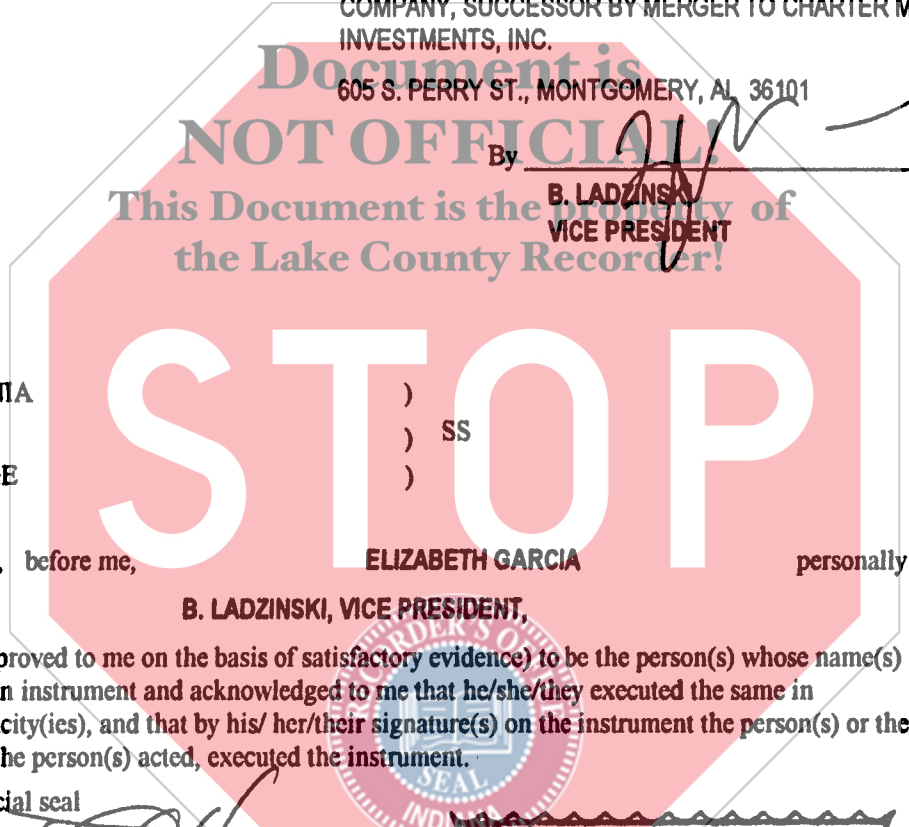 COMPANY, SUCCESSOR BY MERGER TO CHARTER M
INVESTMENTS, INC.
Document is
605 S. PERRY ST., MONTGOMERY, AL 36101
NOT OFFICIAL!
By
This Document is the property of
B. LADZINSKI
VICE PRESIDENT
the Lake County Recorder!
STOP
NIA )
) SS
GE )
, before me, ELIZABETH GARCIA personally
B. LADZINSKI, VICE PRESIDENT,
proved to me on the basis of satisfactory evidence) to be the person(s) whose name(s)
n instrument and acknowledged to me that he/she/they executed the same in
city(ies), and that by his/ her/their signature(s) on the instrument the person(s) or the
he person(s) acted, executed the instrument.
cial seal
RECORDER'S OFFICE
SEAL
INDIANA